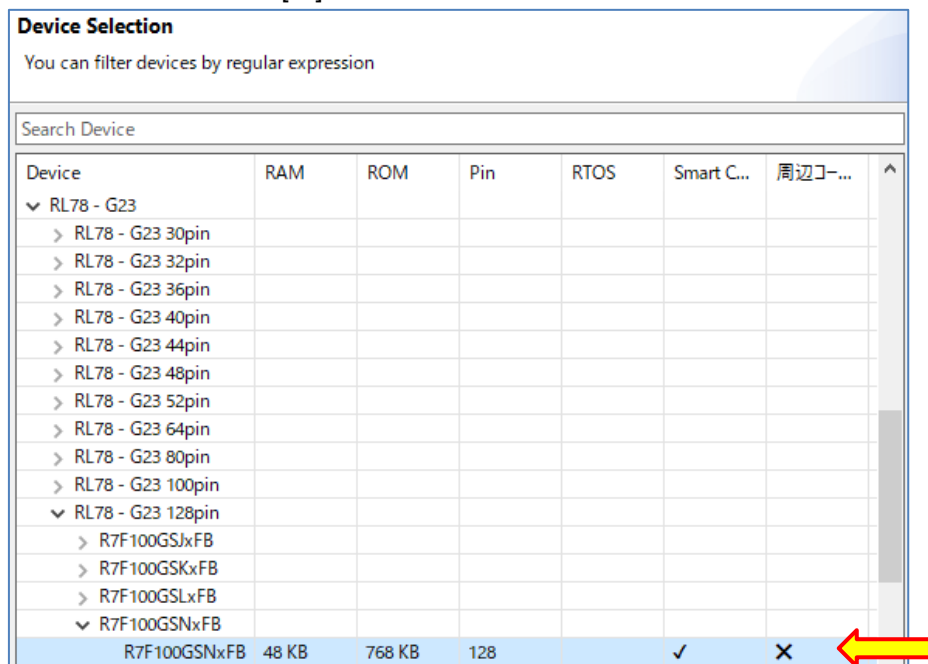 Device Selection
You can filter devices by regular expression
Search Device
Device RAM ROM Pin RTOS Smart C... 周辺コー...
RL78 - G23
RL78 - G23 30pin
RL78 - G23 32pin
RL78 - G23 36pin
RL78 - G23 40pin
RL78 - G23 44pin
RL78 - G23 48pin
RL78 - G23 52pin
RL78 - G23 64pin
RL78 - G23 80pin
RL78 - G23 100pin
RL78 - G23 128pin
R7F100GSJxFB
R7F100GSKxFB
R7F100GSLxFB
R7F100GSNxFB
R7F100GSNxFB 48 KB 768 KB 128 ✓ ✕